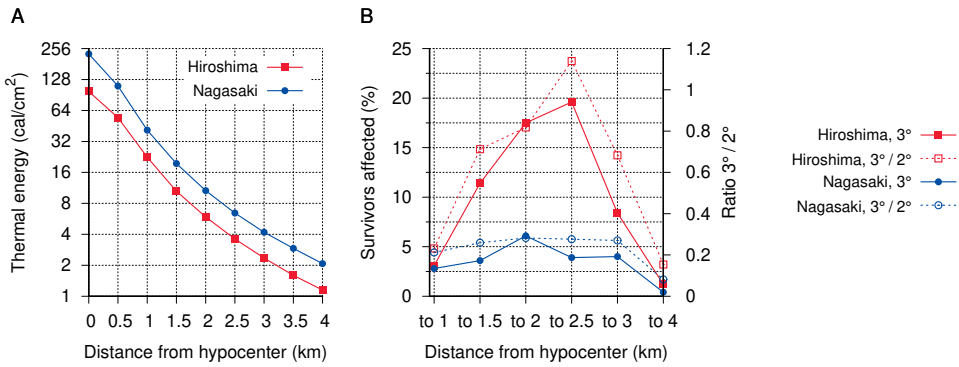 A
Thermal energy (cal/cm²)
256
128
64
32
16
8
4
2
1
Hiroshima
Nagasaki
0 0.5 1 1.5 2 2.5 3 3.5 4
Distance from hypocenter (km)
B
Survivors affected (%)
25
20
15
10
5
0
1.2
1
0.8
0.6
0.4
0.2
0
Ratio 3° / 2°
to 1 to 1.5 to 2 to 2.5 to 3 to 4
Distance from hypocenter (km)
Hiroshima, 3°
Hiroshima, 3° / 2°
Nagasaki, 3°
Nagasaki, 3° / 2°